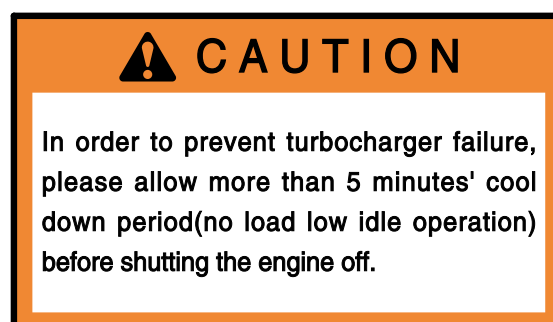 CAUTION
In order to prevent turbocharger failure,
please allow more than 5 minutes' cool
down period(no load low idle operation)
before shutting the engine off.